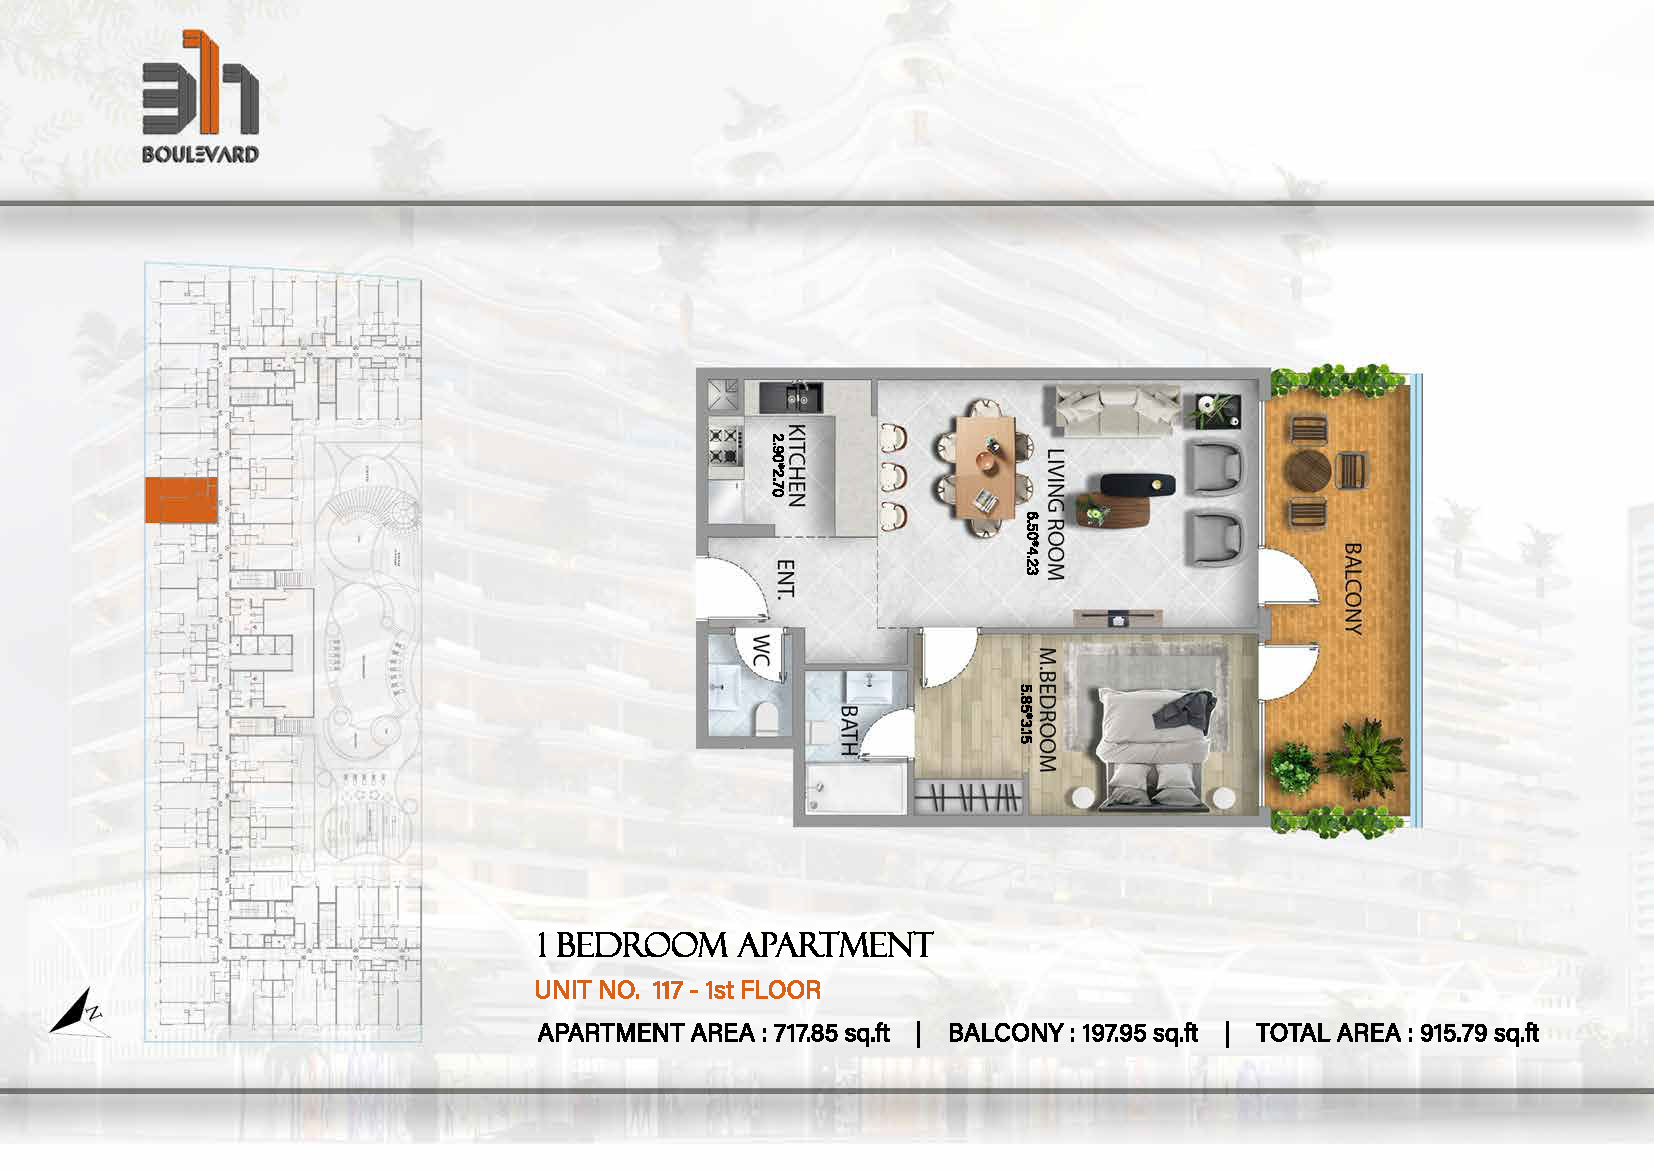 311
BOULEVARD
KITCHEN
2.90*2.70
LIVING ROOM
6.50*4.23
ENT.
WC
BATH
M.BEDROOM
5.85*3.15
BALCONY
N
1 BEDROOM APARTMENT
UNIT NO. 117 - 1st FLOOR
APARTMENT AREA : 717.85 sq.ft | BALCONY : 197.95 sq.ft | TOTAL AREA : 915.79 sq.ft